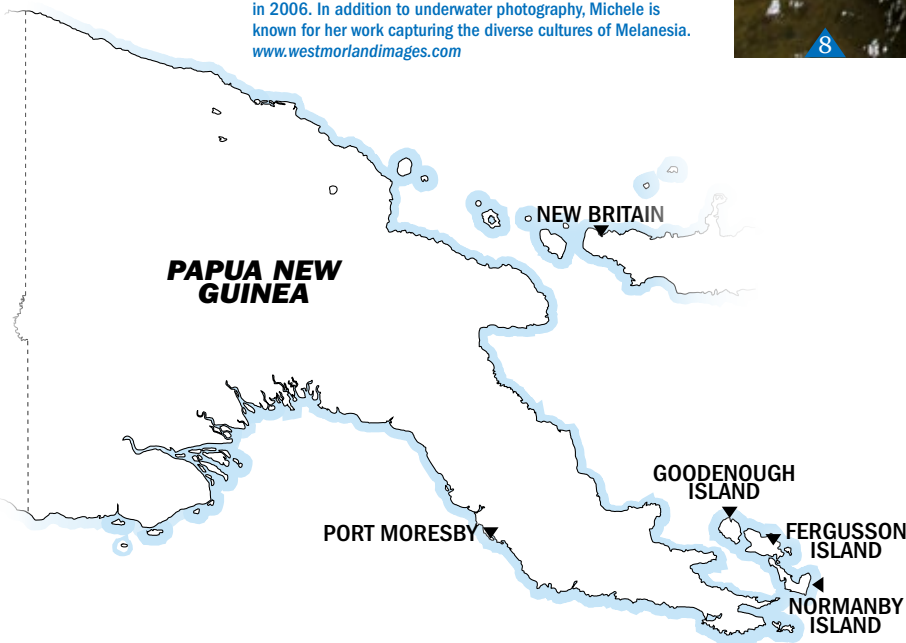 in 2006. In addition to underwater photography, Michele is
known for her work capturing the diverse cultures of Melanesia.
www.westmorlandimages.com
8
NEW BRITAIN
PAPUA NEW
GUINEA
GOODENOUGH
ISLAND
PORT MORESBY
FERGUSSON
ISLAND
NORMANBY
ISLAND